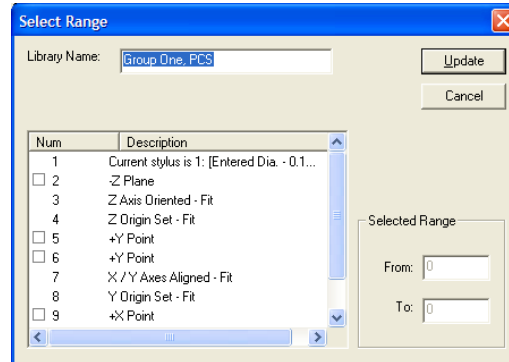 Select Range
Library Name: Group One, PCS
Update
Cancel
Num Description
1 Current stylus is 1: [Entered Dia. - 0.1...
2 -Z Plane
3 Z Axis Oriented - Fit
4 Z Origin Set - Fit
5 +Y Point
6 +Y Point
7 X / Y Axes Aligned - Fit
8 Y Origin Set - Fit
9 +X Point
Selected Range
From: 0
To: 0